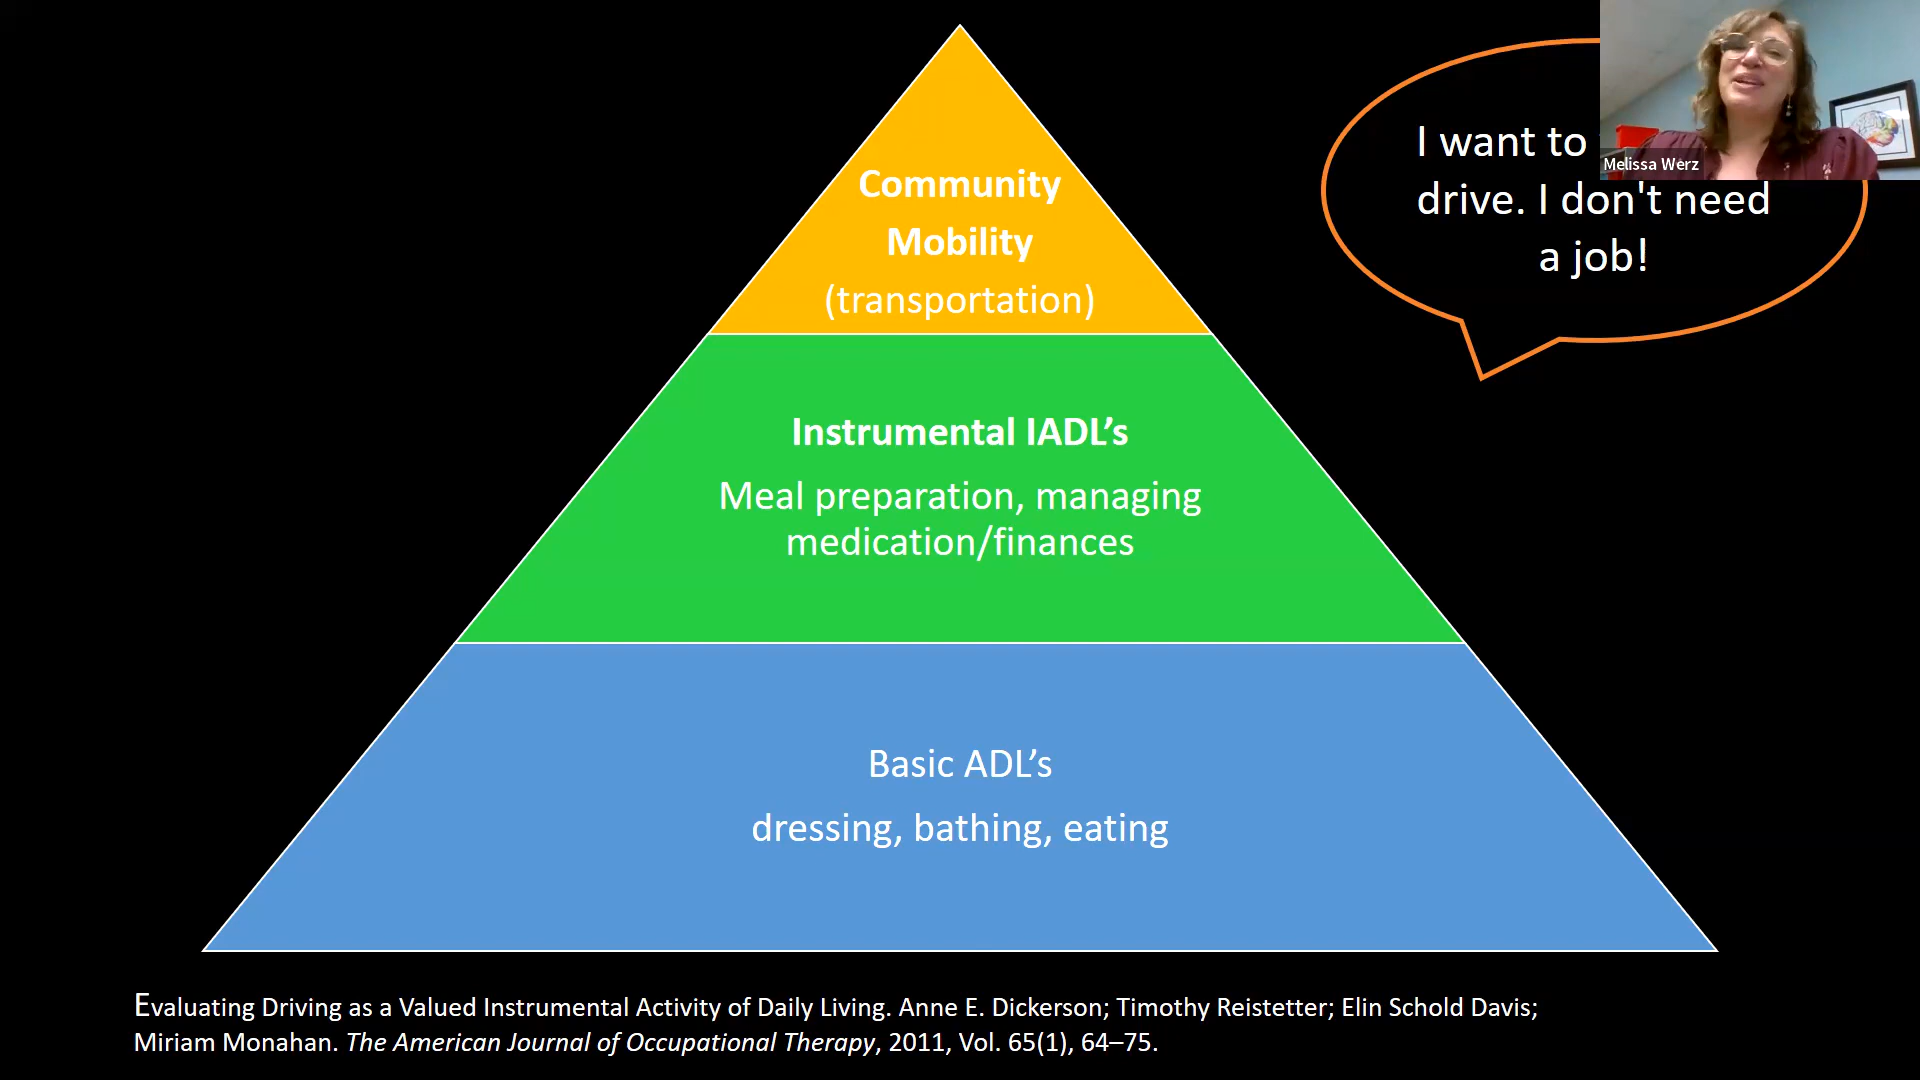 Community
Mobility
(transportation)
Instrumental IADL’s
Meal preparation, managing
medication/finances
Basic ADL’s
dressing, bathing, eating
I want to
drive. I don't need
a job!
Melissa Werz
Evaluating Driving as a Valued Instrumental Activity of Daily Living. Anne E. Dickerson; Timothy Reistetter; Elin Schold Davis;
Miriam Monahan. The American Journal of Occupational Therapy, 2011, Vol. 65(1), 64–75.